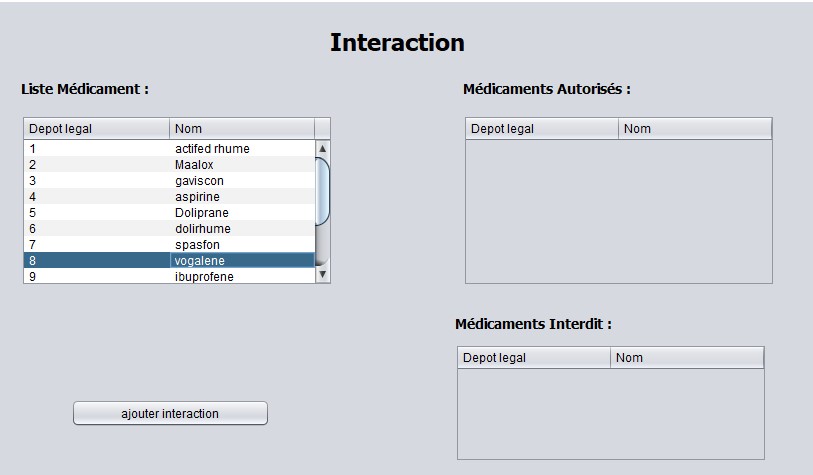 Interaction
Liste Médicament :
Depot legal Nom
1 actifed rhume
2 Maalox
3 gaviscon
4 aspirine
5 Doliprane
6 dolirhume
7 spasfon
8 vogalene
9 ibuprofene
ajouter interaction
Médicaments Autorisés :
Depot legal Nom
Médicaments Interdit :
Depot legal Nom